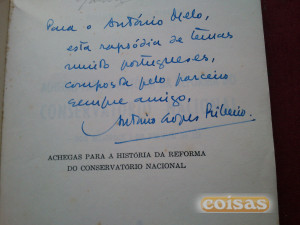 Para o António Melo,
esta rapsódia de temas
muito portugueses,
composta pelo parceiro
sempre amigo,
António Lopes Ribeiro.
ACHEGAS PARA A HISTÓRIA DA REFORMA
DO CONSERVATÓRIO NACIONAL
coisas